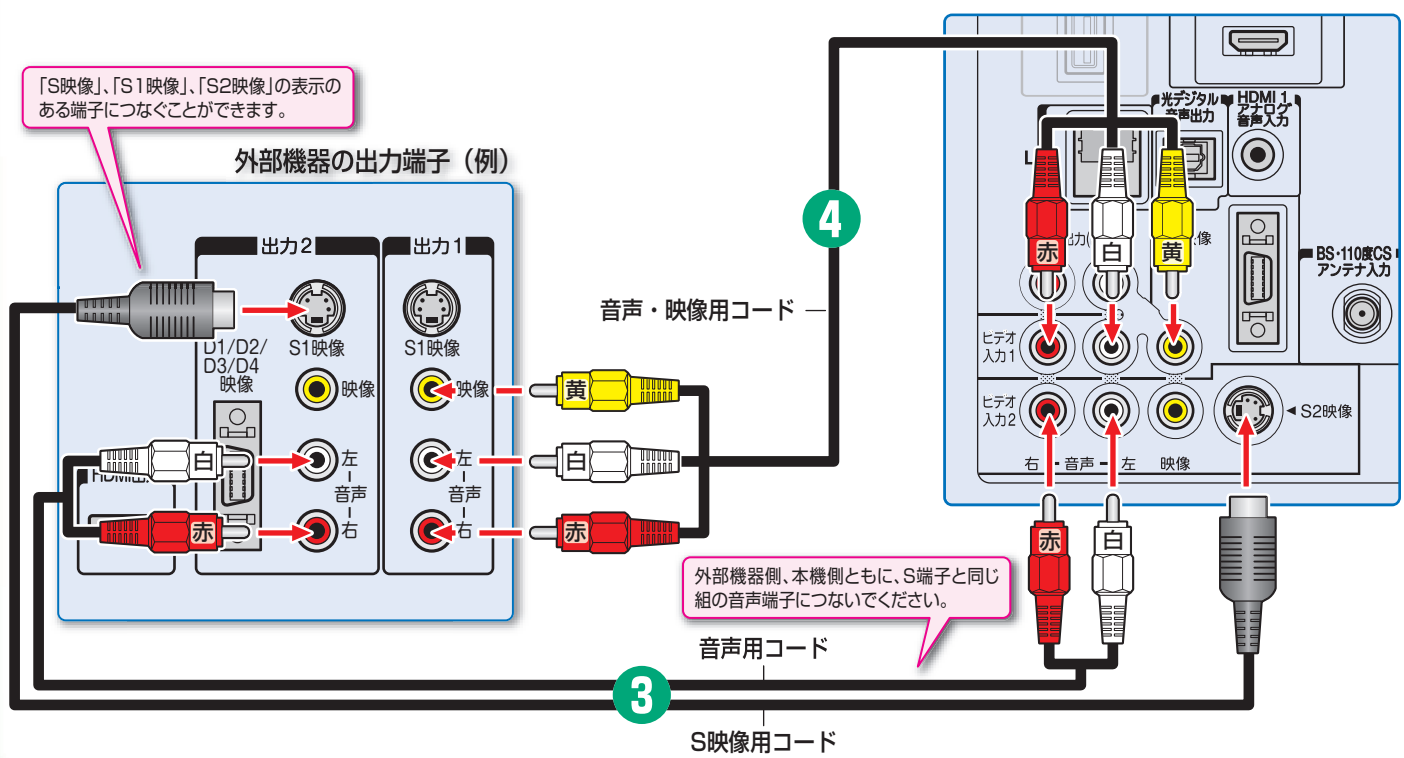 「S映像」、「S1映像」、「S2映像」の表示の
ある端子につなぐことができます。
外部機器の出力端子（例）
出力2
出力1
S1映像
S1映像
D1/D2/
D3/D4
映像
映像
映像
白
左
音声
右
赤
左
音声
右
黄
白
赤
音声・映像用コード
4
光デジタル
音声出力
HDMI 1
アナログ
音声入力
赤
白
黄
BS・110度CS
アンテナ入力
ビデオ
入力1
ビデオ
入力2
S2映像
右 音声 左 映像
赤
白
外部機器側、本機側ともに、S端子と同じ
組の音声端子につないでください。
音声用コード
3
S映像用コード